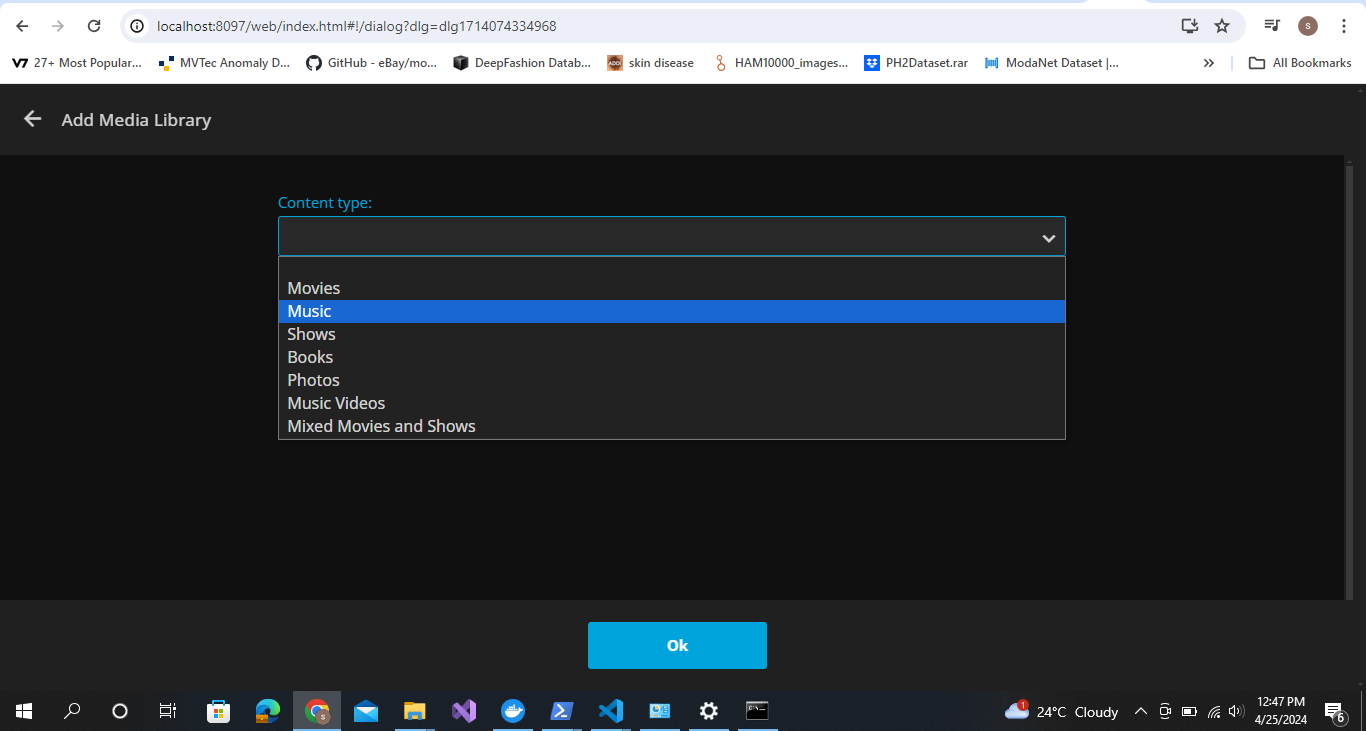 localhost:8097/web/index.html#!/dialog?dlg=dlg1714074334968
S
27+ Most Popular... MVTec Anomaly D... GitHub - eBay/mo... DeepFashion Datab... skin disease HAM10000_images... PH2Dataset.rar ModaNet Dataset |... » All Bookmarks
Add Media Library
Content type:
Movies
Music
Shows
Books
Photos
Music Videos
Mixed Movies and Shows
Ok
1 24°C Cloudy 12:47 PM
4/25/2024 6